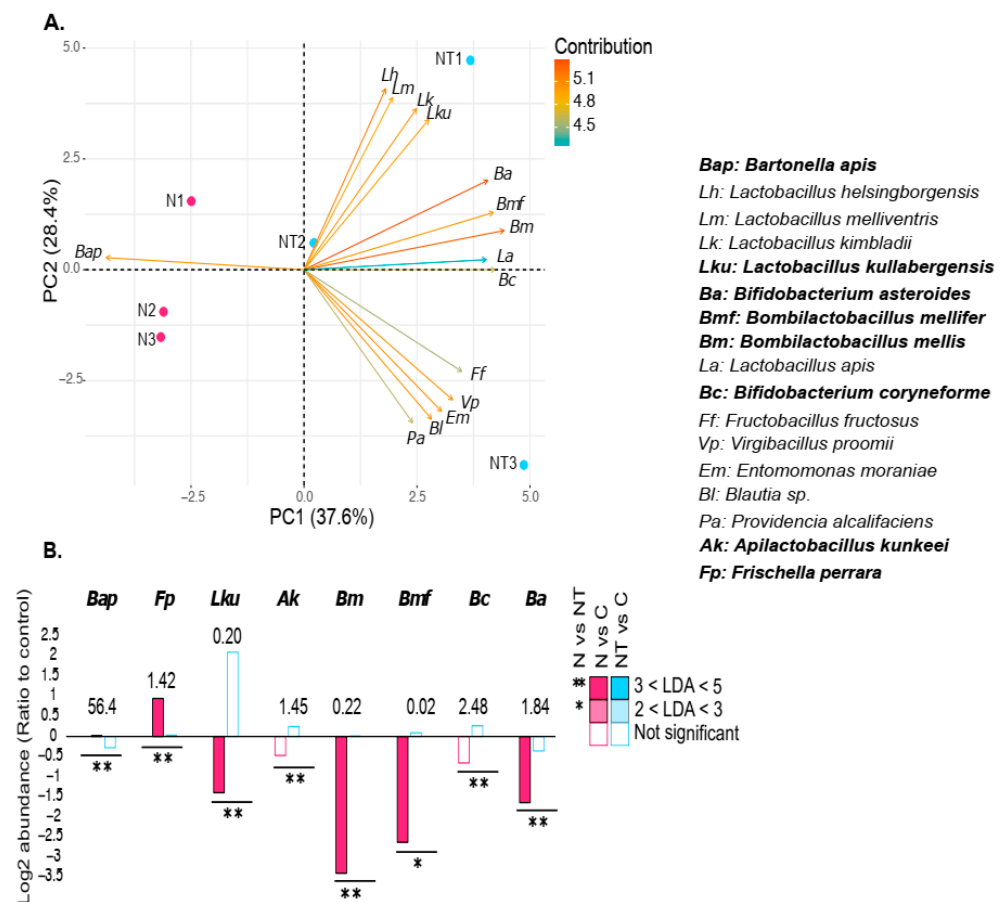 A.
Contribution
5.1
4.8
4.5
5.0
2.5
0.0
−2.5
PC2 (28.4%)
NT1
Lh
Lm
Lk
Lku
N1
Ba
Bmf
Bm
NT2
Bap
La
Bc
N2
N3
Ff
Vp
Em
Bl
Pa
NT3
−2.5
0.0
2.5
5.0
PC1 (37.6%)
Bap: Bartonella apis
Lh: Lactobacillus helsingborgensis
Lm: Lactobacillus melliventris
Lk: Lactobacillus kimbladii
Lku: Lactobacillus kullabergensis
Ba: Bifidobacterium asteroides
Bmf: Bombilactobacillus mellifer
Bm: Bombilactobacillus mellis
La: Lactobacillus apis
Bc: Bifidobacterium coryneforme
Ff: Fructobacillus fructosus
Vp: Virgibacillus proomii
Em: Entomomonas moraniae
Bl: Blautia sp.
Pa: Providencia alcalifaciens
Ak: Apilactobacillus kunkeei
Fp: Frischella perrara
B.
Bap Fp Lku Ak Bm Bmf Bc Ba
Log2 abundance (Ratio to control)
2.5
2
1.5
1
0.5
0
−0.5
−1
−1.5
−2
−2.5
−3
−3.5
56.4 1.42 0.20 1.45 0.22 0.02 2.48 1.84
** ** ** ** ** * ** **
N vs NT
N vs C
NT vs C
** 3 < LDA < 5
* 2 < LDA < 3
Not significant